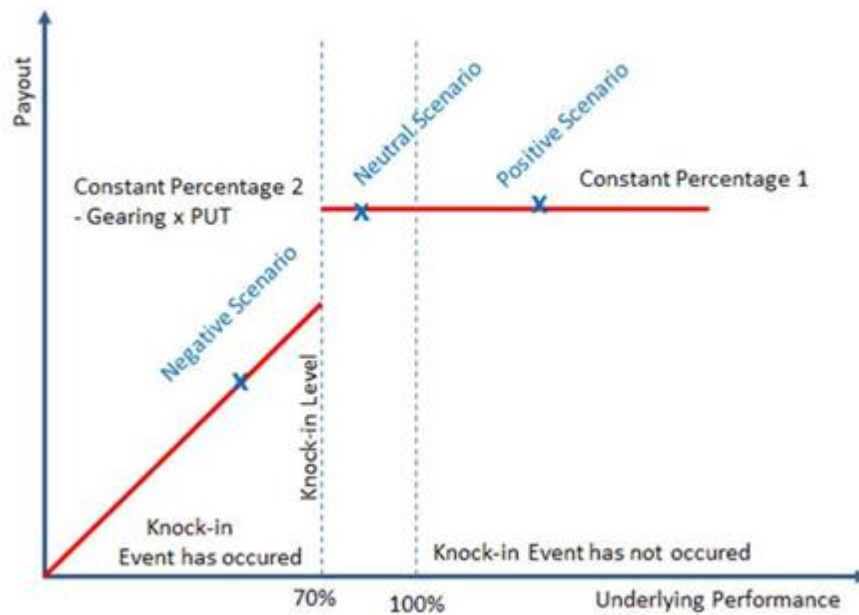 Payout
Neutral Scenario
Positive Scenario
Constant Percentage 2
- Gearing x PUT
Constant Percentage 1
Negative Scenario
Knock-in Level
Knock-in
Event has occured
Knock-in Event has not occured
70%
100%
Underlying Performance